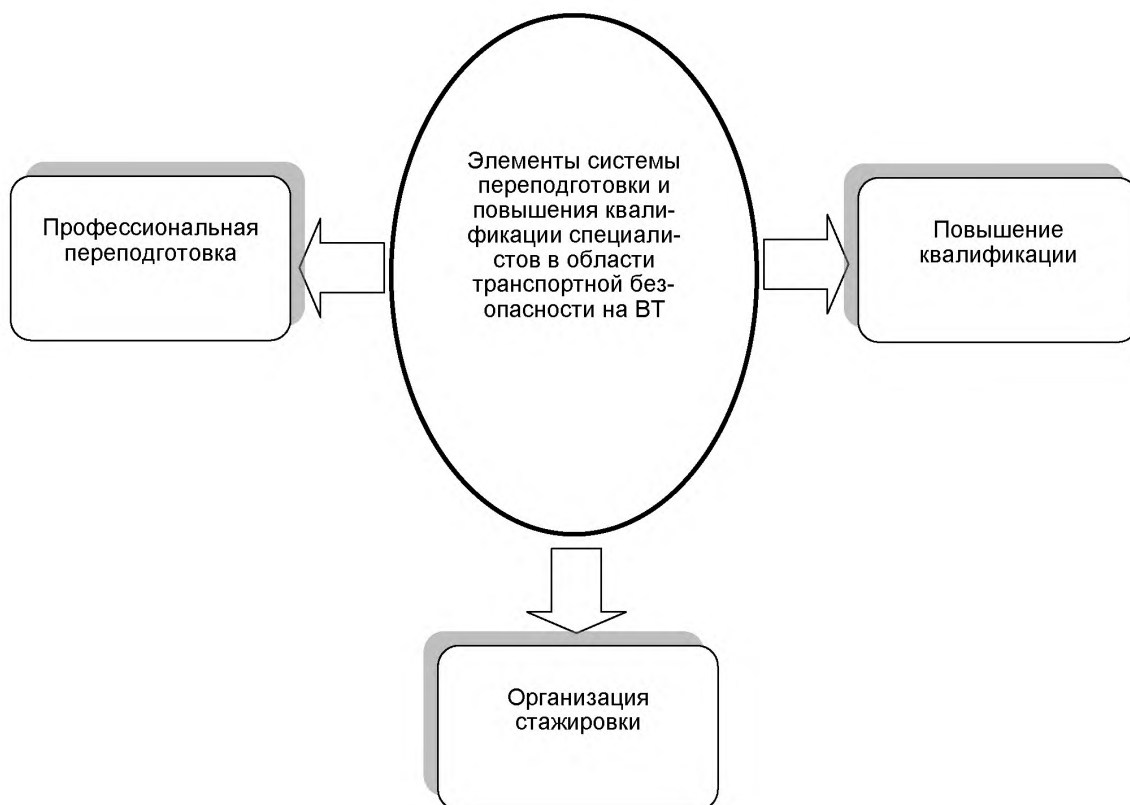 Элементы системы
переподготовки и
повышения квали-
фикации специали-
стов в области
транспортной без-
опасности на ВТ
Профессиональная
переподготовка
Повышение
квалификации
Организация
стажировки